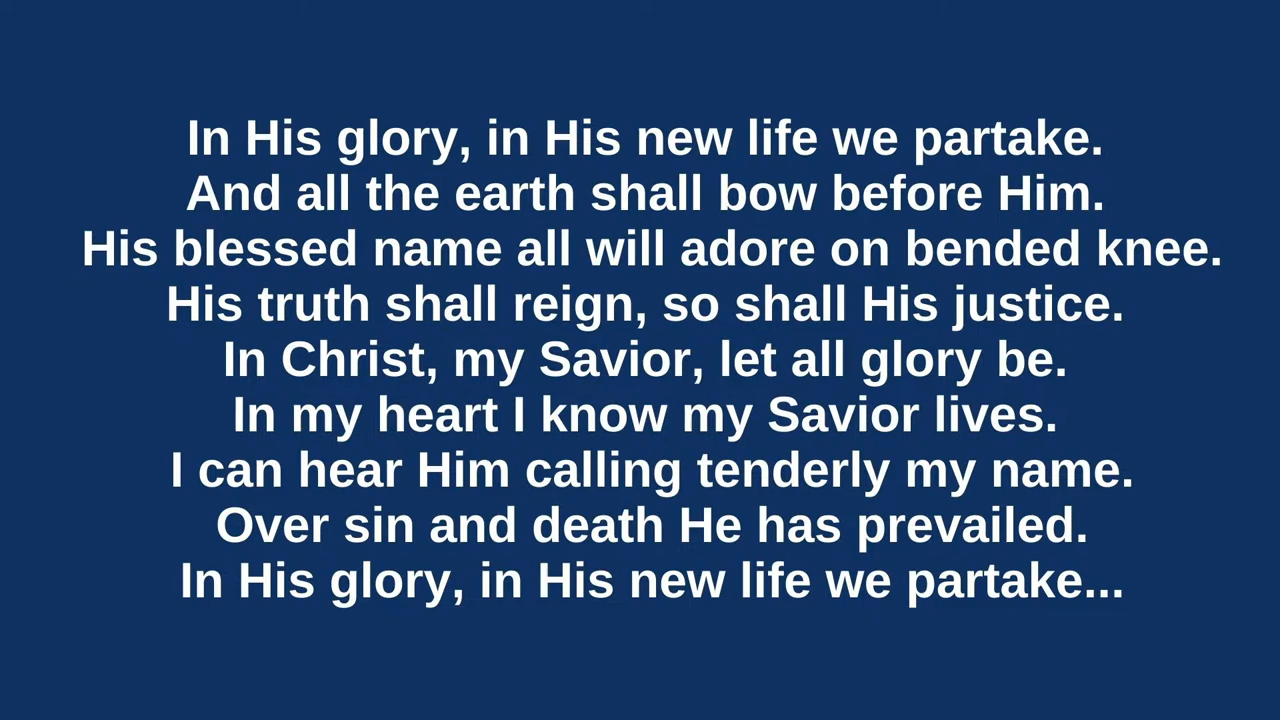 In His glory, in His new life we partake.
And all the earth shall bow before Him.
His blessed name all will adore on bended knee.
His truth shall reign, so shall His justice.
In Christ, my Savior, let all glory be.
In my heart I know my Savior lives.
I can hear Him calling tenderly my name.
Over sin and death He has prevailed.
In His glory, in His new life we partake...